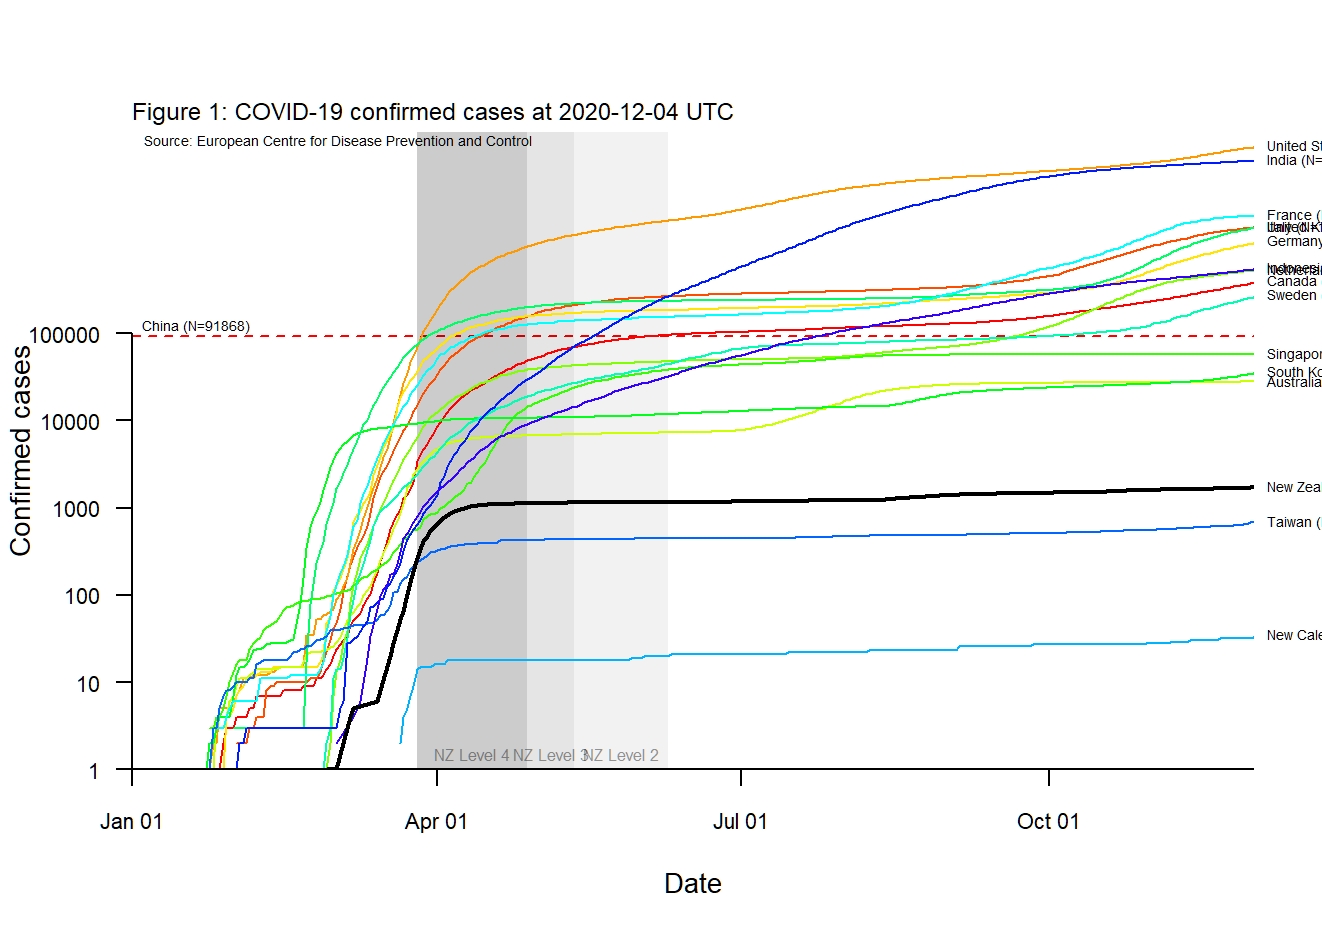 Figure 1: COVID-19 confirmed cases at 2020-12-04 UTC
Source: European Centre for Disease Prevention and Control
United St
India (N=
France (
Germany
Canada
Sweden
China (N=91868)
Singapor
South Ko
Australia
New Zea
Taiwan (
New Cale
Confirmed cases
100000
10000
1000
100
10
1
NZ Level 4
NZ Level 3
NZ Level 2
Jan 01
Apr 01
Jul 01
Oct 01
Date